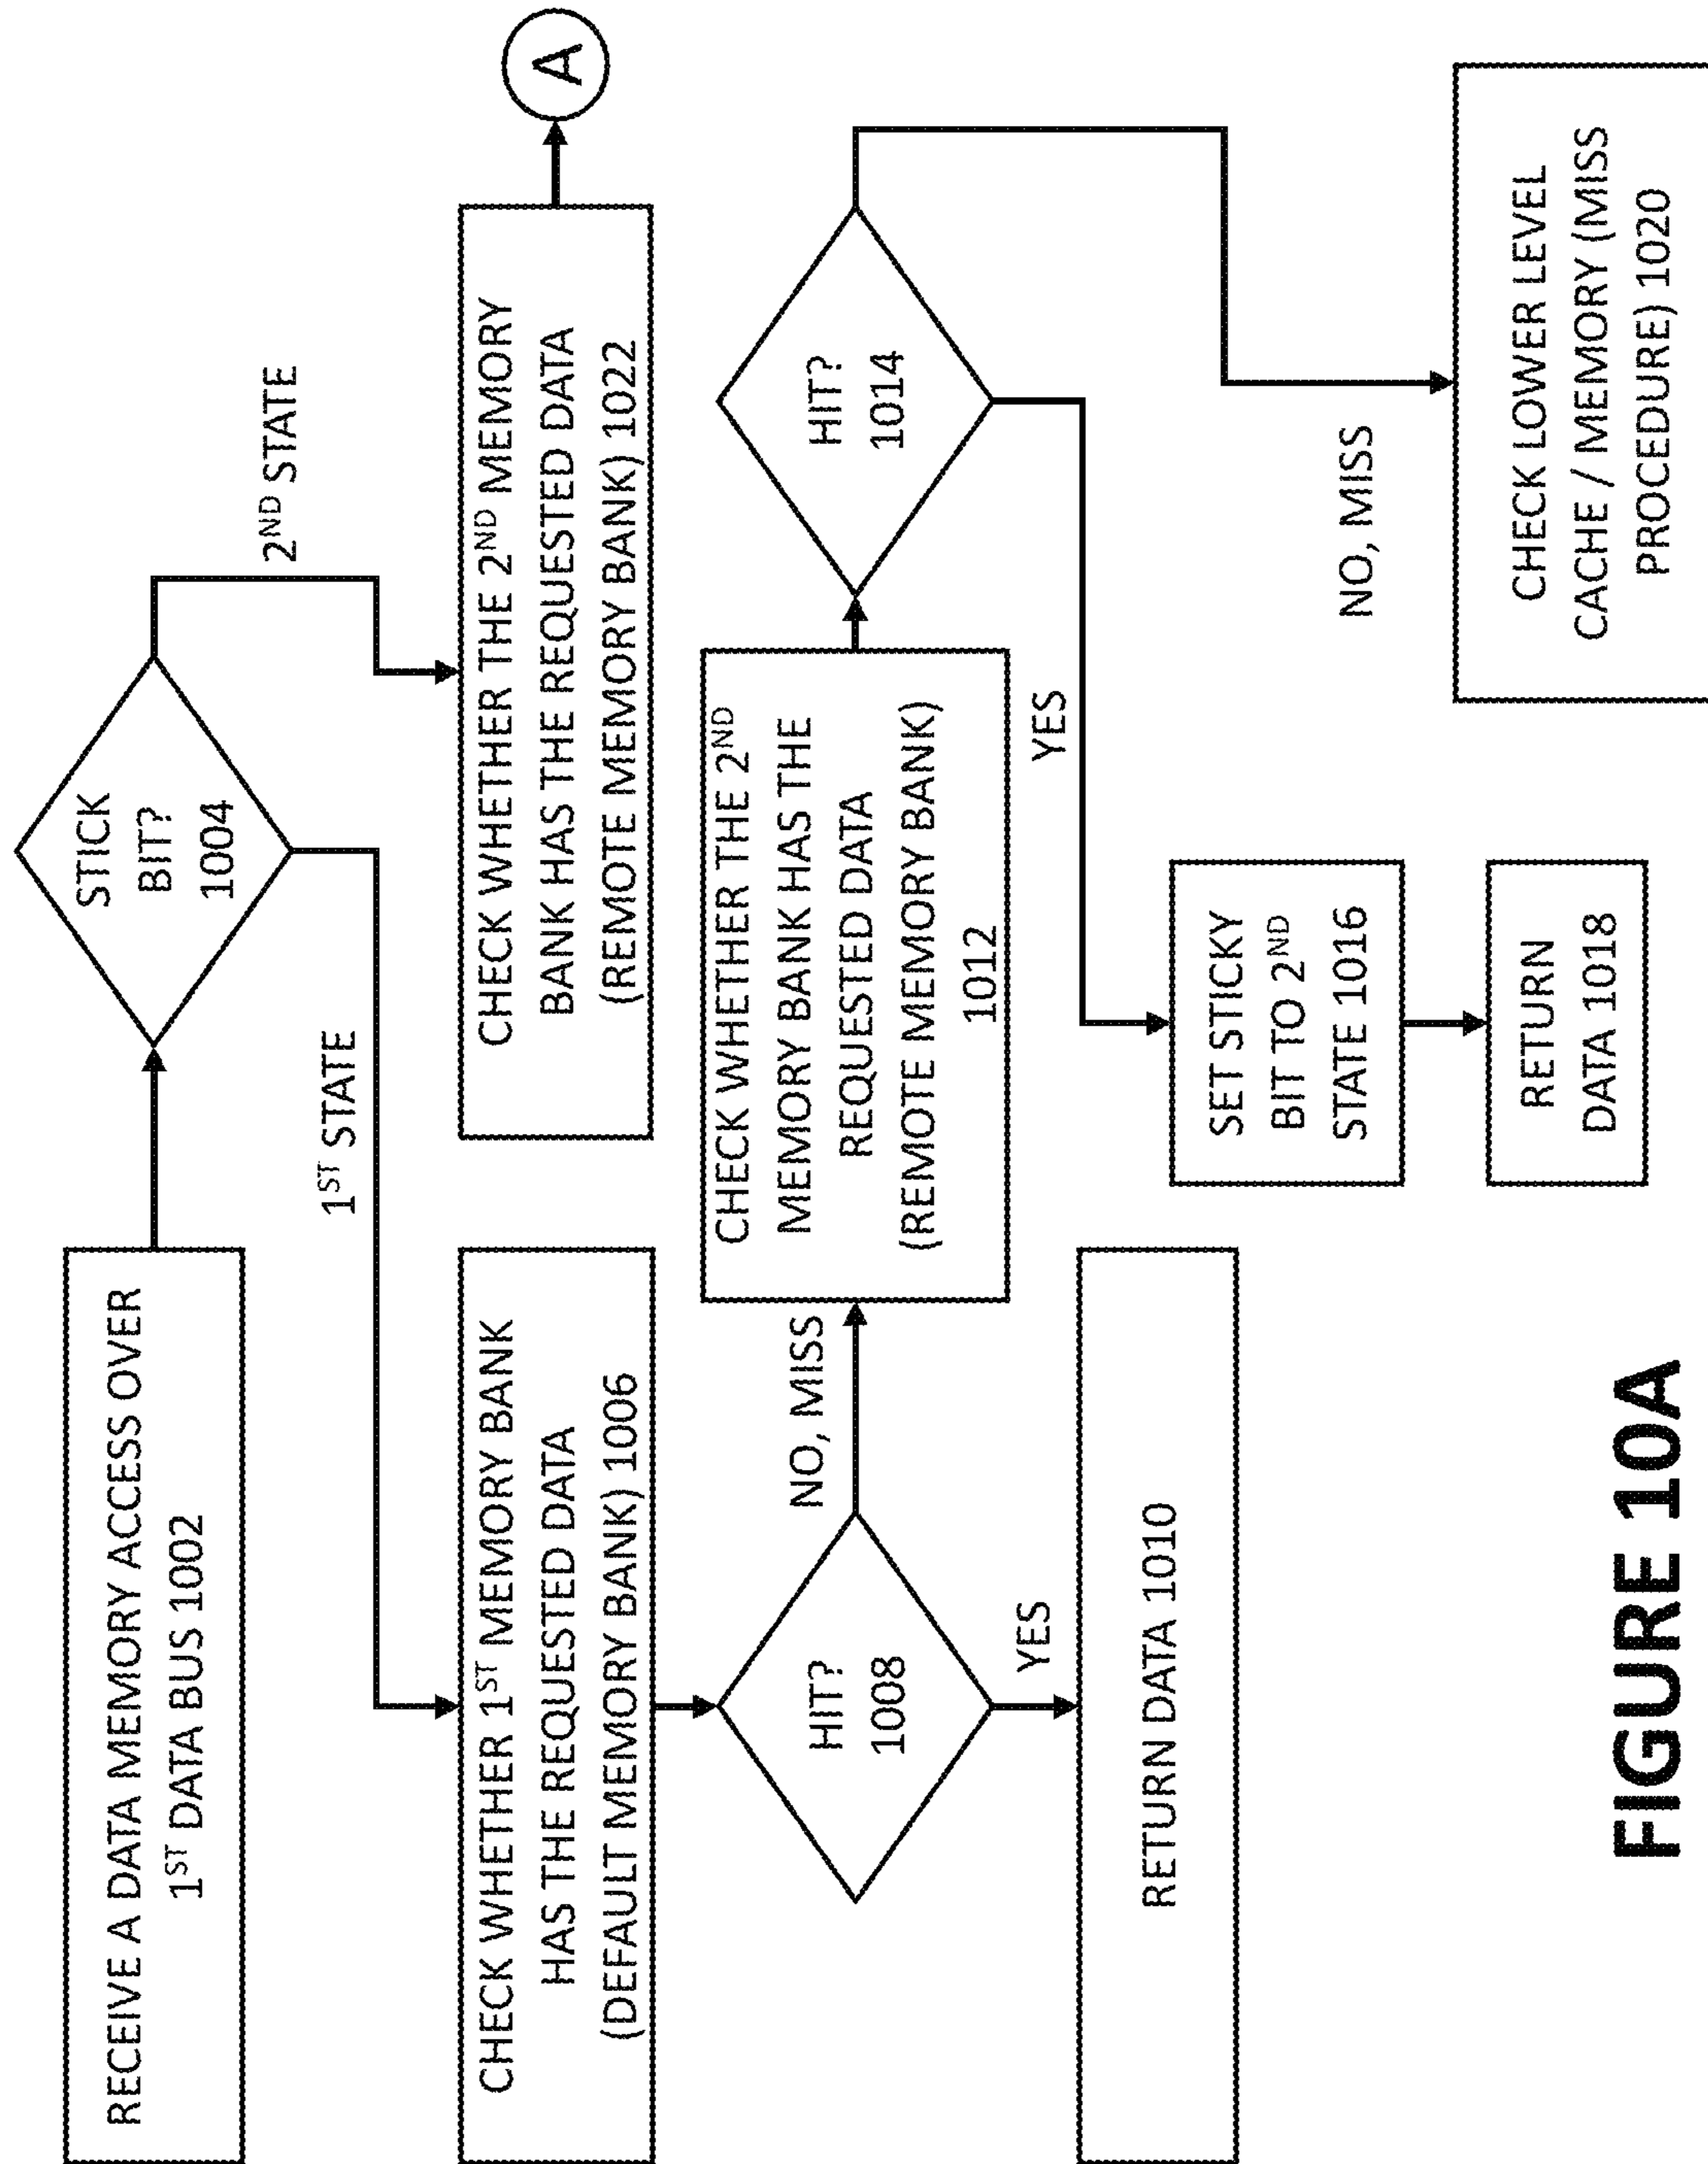 RECEIVE A DATA MEMORY ACCESS OVER
1ST DATA BUS 1002
STICK
BIT?
1004
1ST STATE
2ND STATE
CHECK WHETHER 1ST MEMORY BANK
HAS THE REQUESTED DATA
(DEFAULT MEMORY BANK) 1006
CHECK WHETHER THE 2ND MEMORY
BANK HAS THE REQUESTED DATA
(REMOTE MEMORY BANK) 1022
A
HIT?
1008
NO, MISS
YES
RETURN DATA 1010
CHECK WHETHER THE 2ND
MEMORY BANK HAS THE
REQUESTED DATA
(REMOTE MEMORY BANK)
1012
HIT?
1014
YES
NO, MISS
SET STICKY
BIT TO 2ND
STATE 1016
RETURN
DATA 1018
CHECK LOWER LEVEL
CACHE / MEMORY (MISS
PROCEDURE) 1020
FIGURE 10A